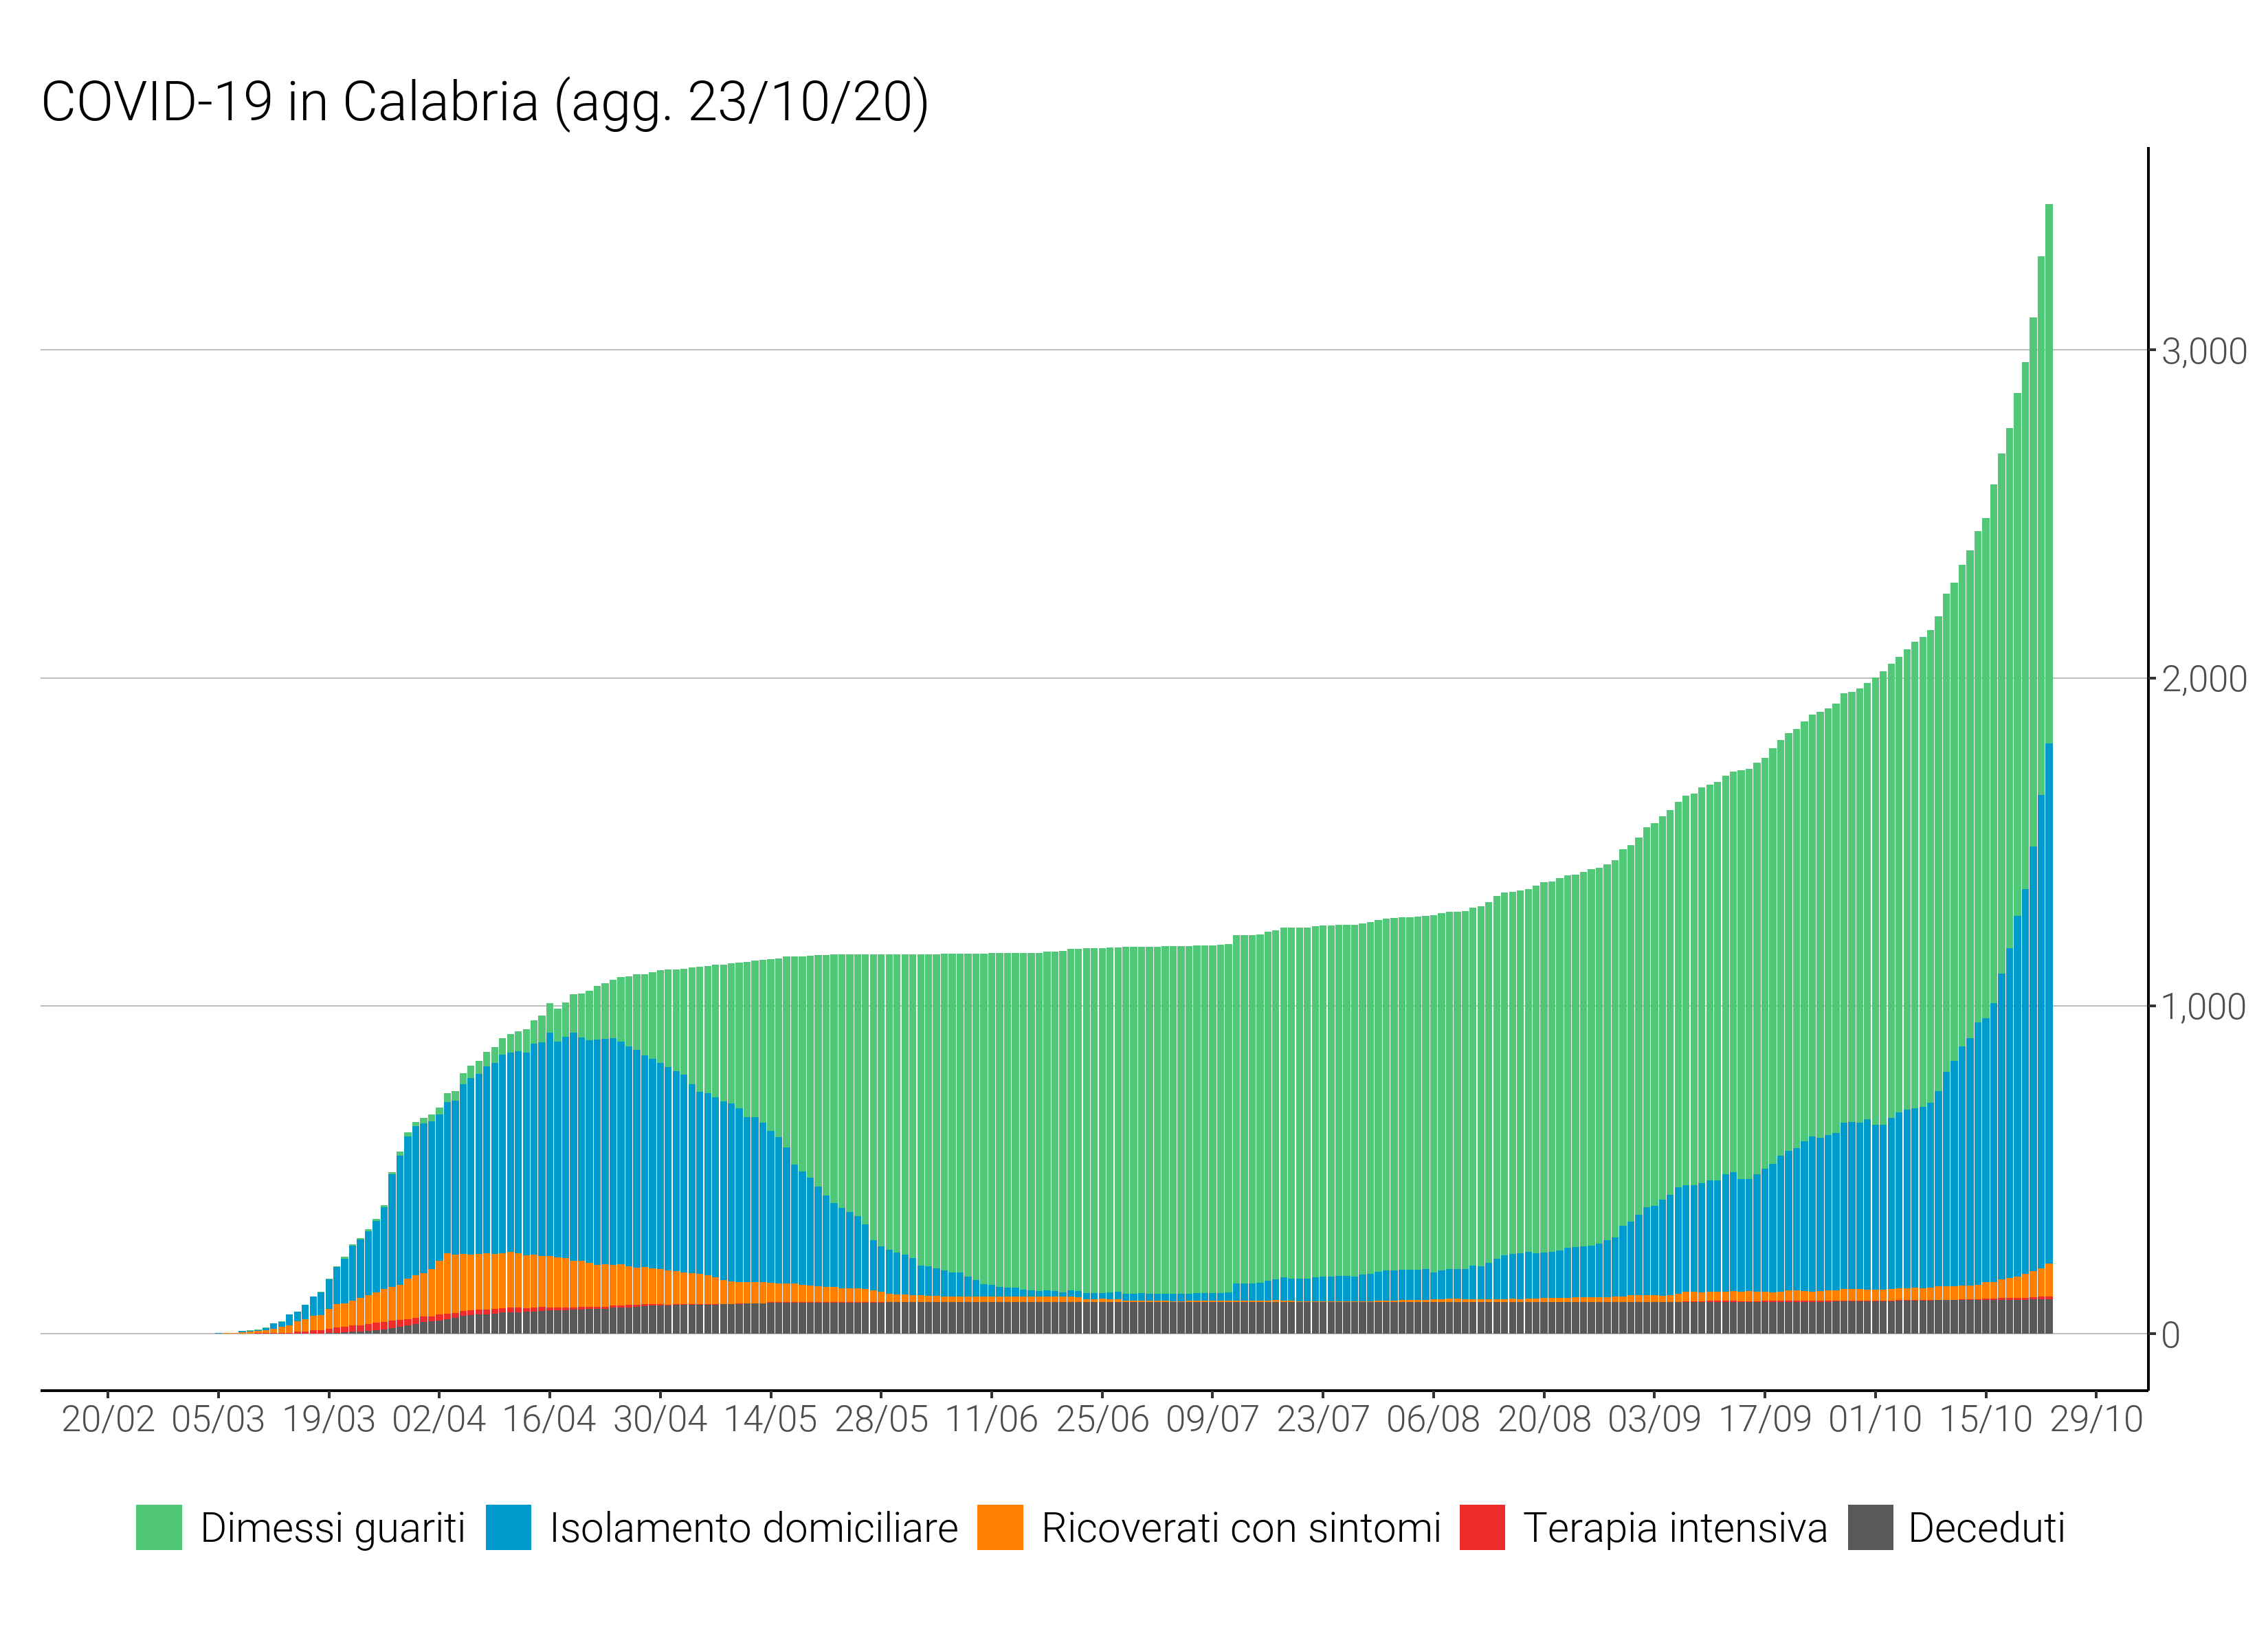 COVID-19 in Calabria (agg. 23/10/20)
3,000
2,000
1,000
0
20/02 05/03 19/03 02/04 16/04 30/04 14/05 28/05 11/06 25/06 09/07 23/07 06/08 20/08 03/09 17/09 01/10 15/10 29/10
Dimessi guariti Isolamento domiciliare Ricoverati con sintomi Terapia intensiva Deceduti